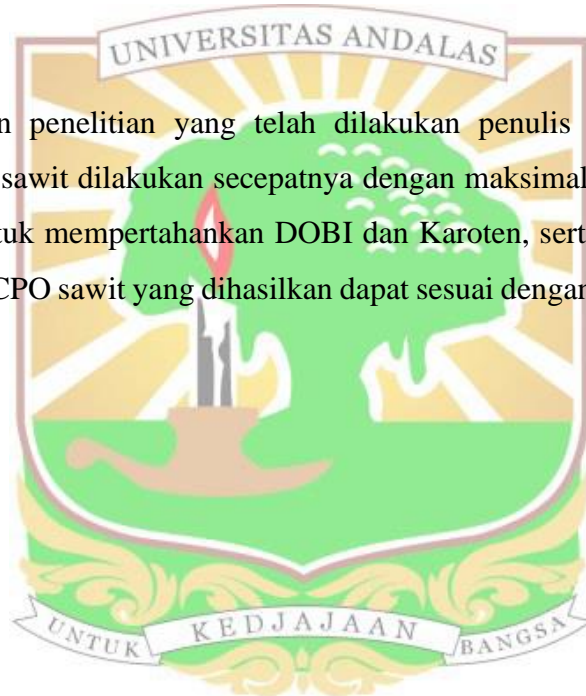 UNIVERSITAS ANDALAS
n penelitian yang telah dilakukan penulis
sawit dilakukan secepatnya dengan maksimal
tuk mempertahankan DOBI dan Karoten, sert
CPO sawit yang dihasilkan dapat sesuai dengan
UNTUK KEDJAJAAN BANGSA